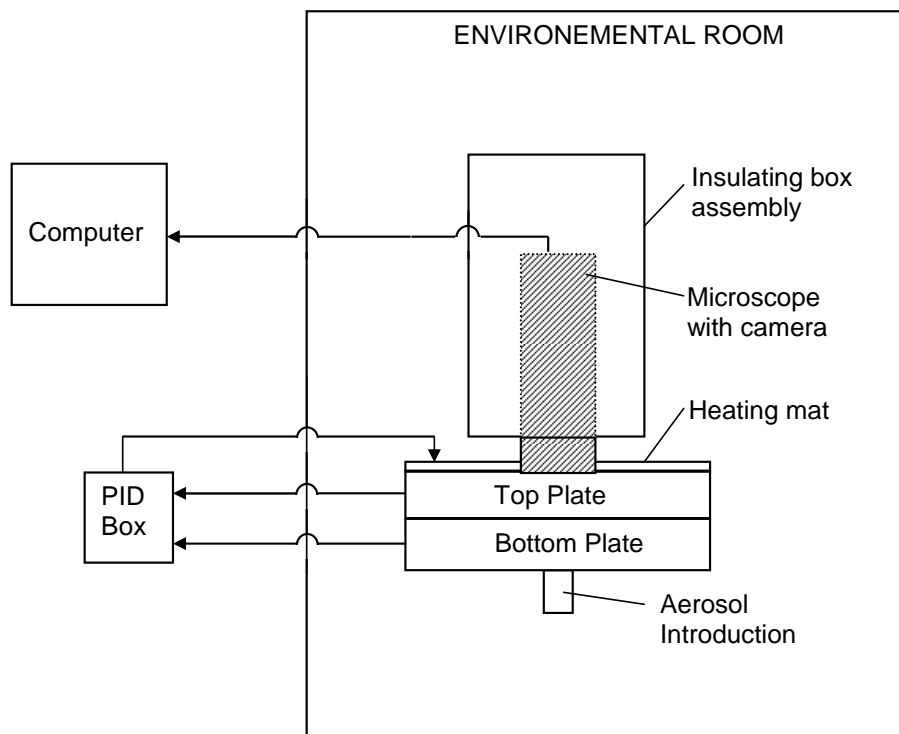 ENVIRONEMENTAL ROOM
Insulating box
assembly
Computer
Microscope
with camera
Heating mat
PID
Box
Top Plate
Bottom Plate
Aerosol
Introduction